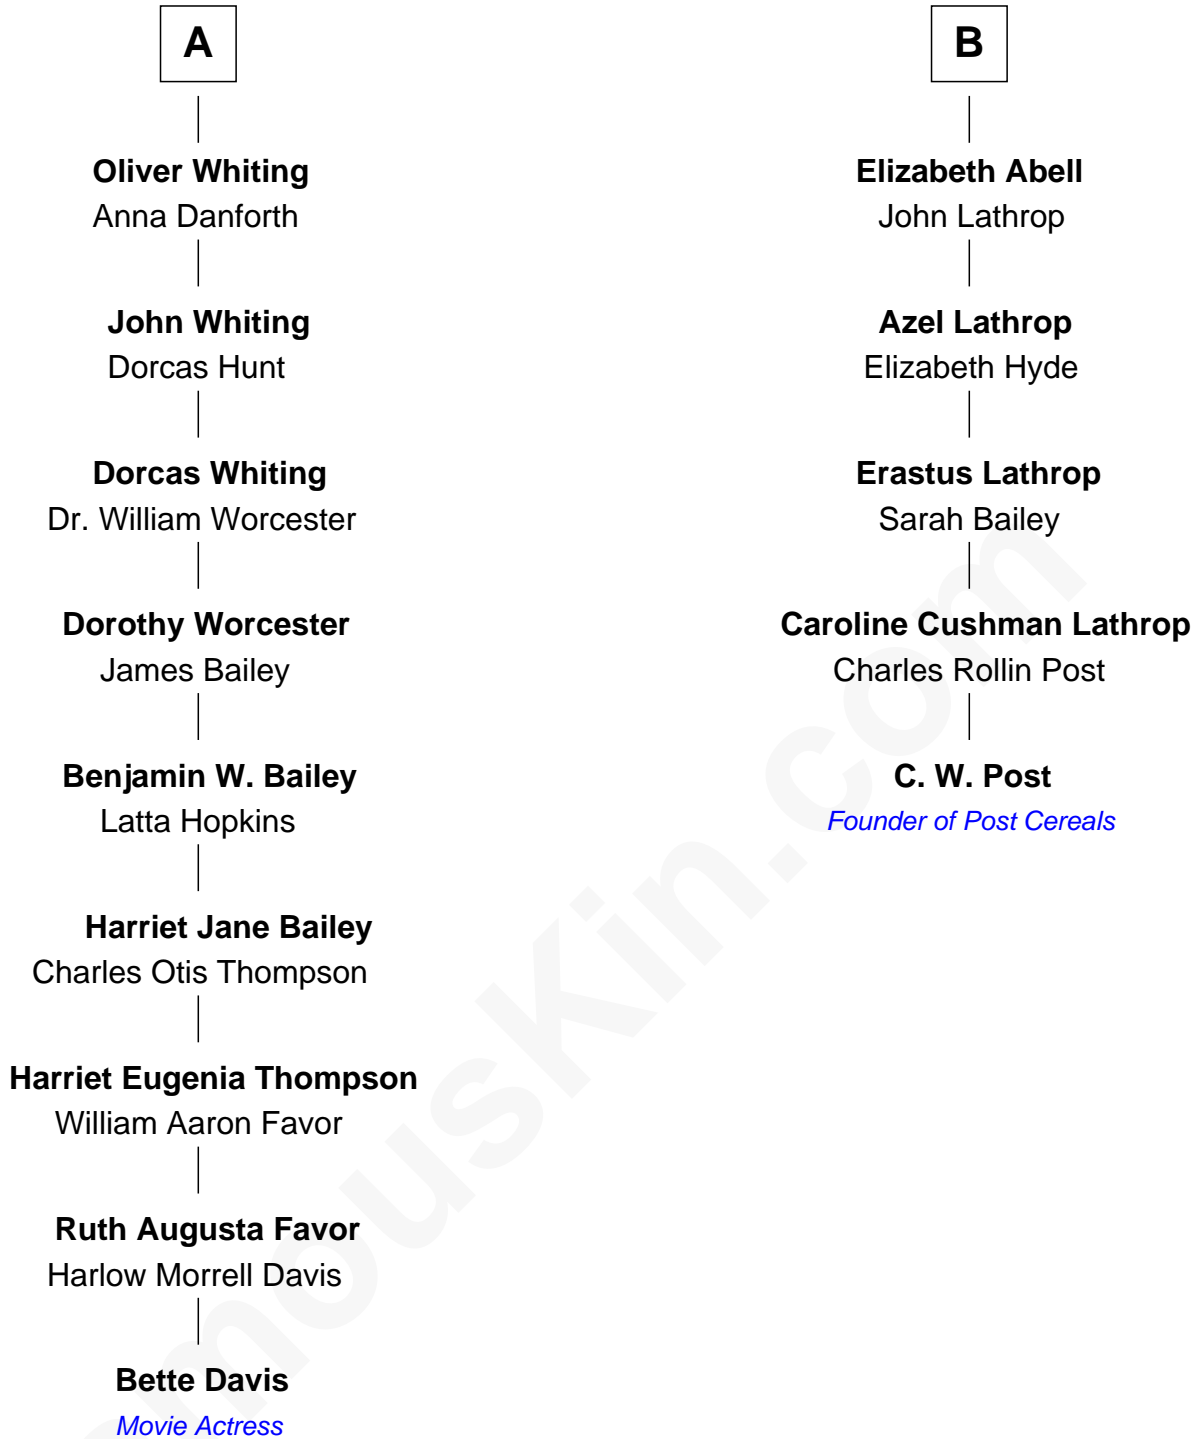 A
Oliver Whiting
Anna Danforth
John Whiting
Dorcas Hunt
Dorcas Whiting
Dr. William Worcester
Dorothy Worcester
James Bailey
Benjamin W. Bailey
Latta Hopkins
Harriet Jane Bailey
Charles Otis Thompson
Harriet Eugenia Thompson
William Aaron Favor
Ruth Augusta Favor
Harlow Morrell Davis
Bette Davis
Movie Actress
B
Elizabeth Abell
John Lathrop
Azel Lathrop
Elizabeth Hyde
Erastus Lathrop
Sarah Bailey
Caroline Cushman Lathrop
Charles Rollin Post
C. W. Post
Founder of Post Cereals
mousKin.com